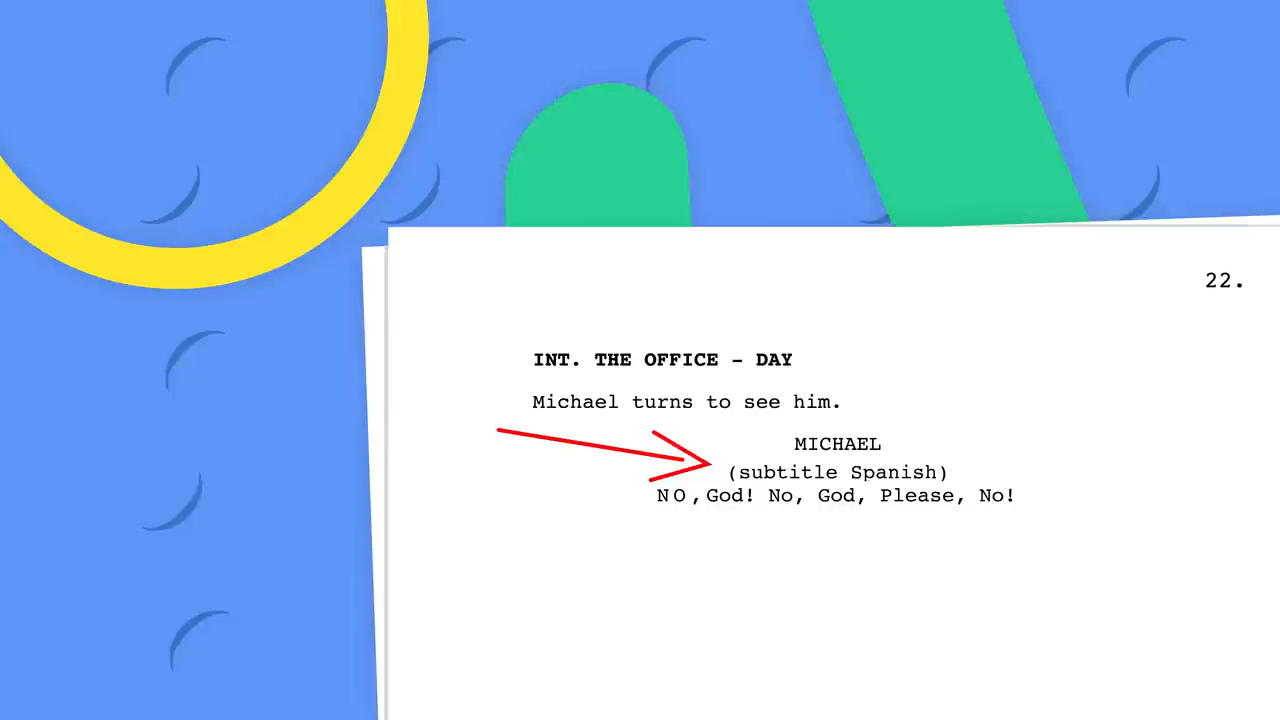 22.
INT. THE OFFICE – DAY
Michael turns to see him.
MICHAEL
(subtitle Spanish)
NO,God! No, God, Please, No!